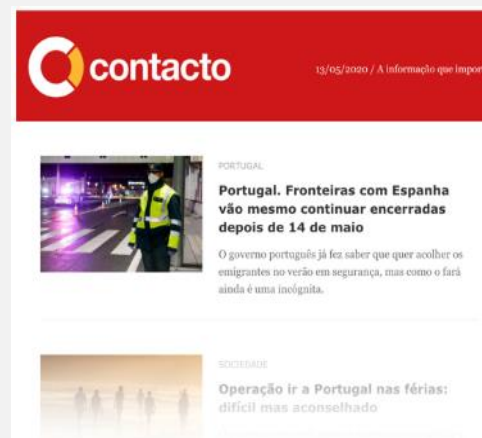 contacto
13/05/2020 / A informação que impor
PORTUGAL
Portugal. Fronteiras com Espanha
vão mesmo continuar encerradas
depois de 14 de maio
O governo português já fez saber que quer acolher os
emigrantes no verão em segurança, mas como o fará
ainda é uma incógnita.
SOCIEDADE
Operação ir a Portugal nas férias:
difícil mas aconselhado